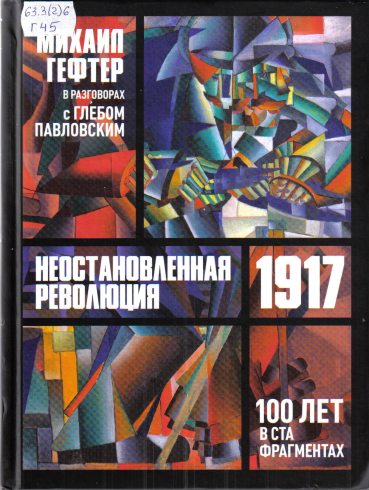 63.3(2)6
Г45
МИХАИЛ
ГЕФТЕР
В РАЗГОВОРАХ
С ГЛЕБОМ
ПАВЛОВСКИМ
НЕОСТАНОВЛЕННАЯ
РЕВОЛЮЦИЯ
1917
100 ЛЕТ
В СТА
ФРАГМЕНТАХ